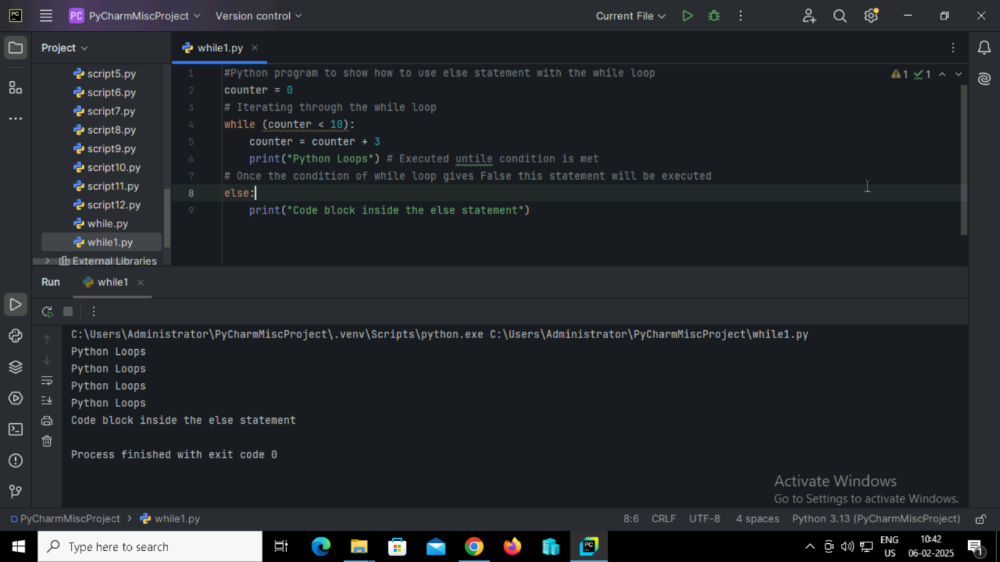 PC PyCharmMiscProject Version control Current File
Project while1.py
script5.py
script6.py
script7.py
script8.py
script9.py
script10.py
script11.py
script12.py
while.py
while1.py
External Libraries
1 #Python program to show how to use else statement with the while loop
2 counter = 0
3 # Iterating through the while loop
4 while (counter < 10):
5 counter = counter + 3
6 print("Python Loops") # Executed untile condition is met
7 # Once the condition of while loop gives False this statement will be executed
8 else:
9 print("Code block inside the else statement")
1 1
Run while1
C:\Users\Administrator\PyCharmMiscProject\.venv\Scripts\python.exe C:\Users\Administrator\PyCharmMiscProject\while1.py
Python Loops
Python Loops
Python Loops
Python Loops
Code block inside the else statement
Process finished with exit code 0
Activate Windows
Go to Settings to activate Windows.
PyCharmMiscProject > while1.py 8:6 CRLF UTF-8 4 spaces Python 3.13 (PyCharmMiscProject)
Type here to search
PC
ENG
US
10:42
06-02-2025
1